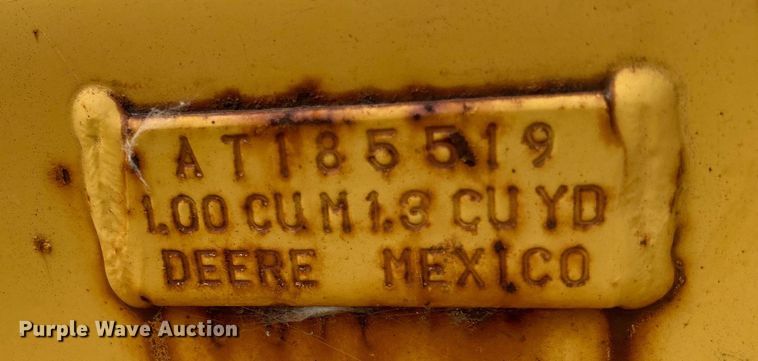 AT185519
1.00 CU M 1.3 CU YD
DEERE MEXICO
Purple Wave Auction